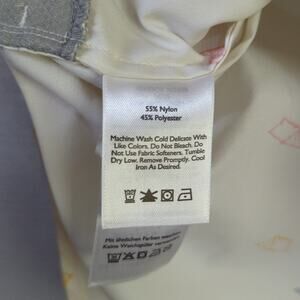 55% Nylon
45% Polyester
Machine Wash Cold Delicate With
Like Colors. Do Not Bleach. Do
Not Use Fabric Softeners. Tumble
Dry Low. Remove Promptly. Cool
Iron As Desired.
Mit ähnlichen Farben waschen
Keine Weichspüler verwenden